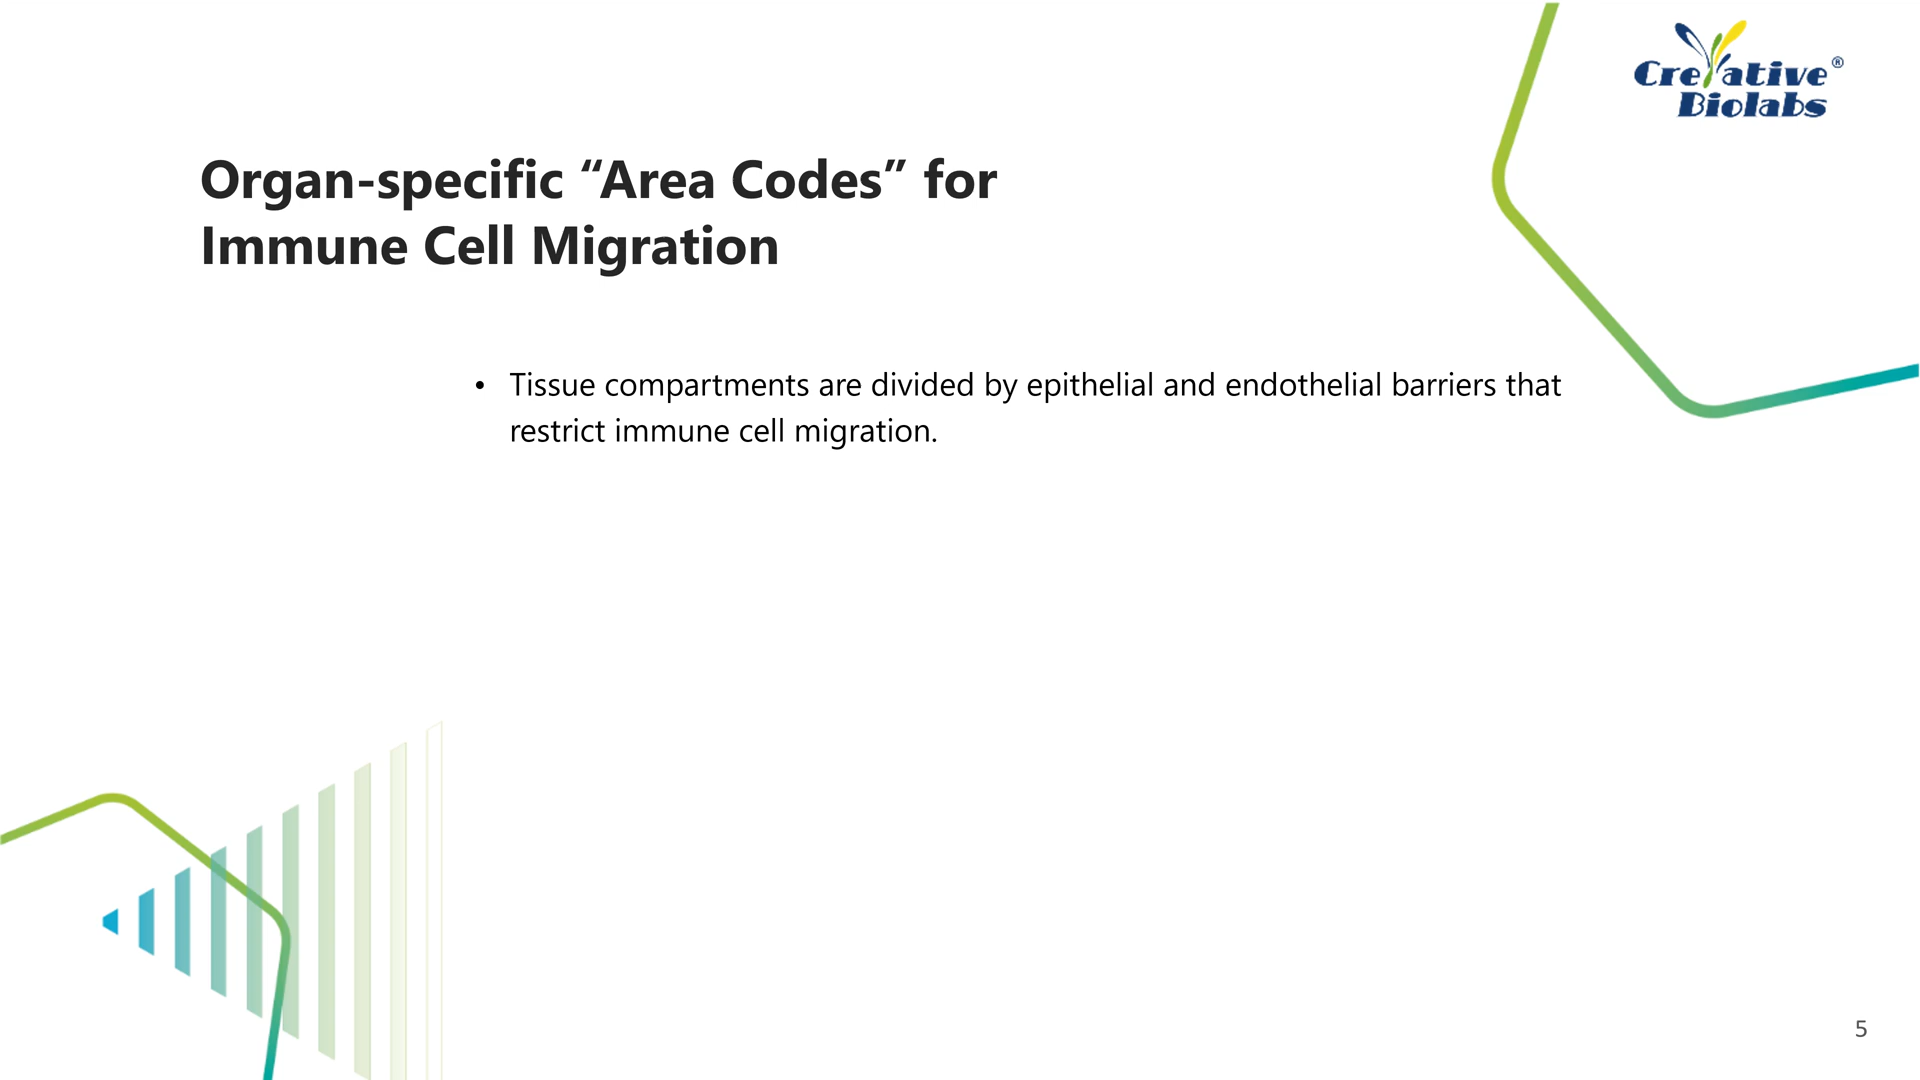 Creative®
Biolabs
Organ-specific “Area Codes” for
Immune Cell Migration
• Tissue compartments are divided by epithelial and endothelial barriers that
restrict immune cell migration.
5